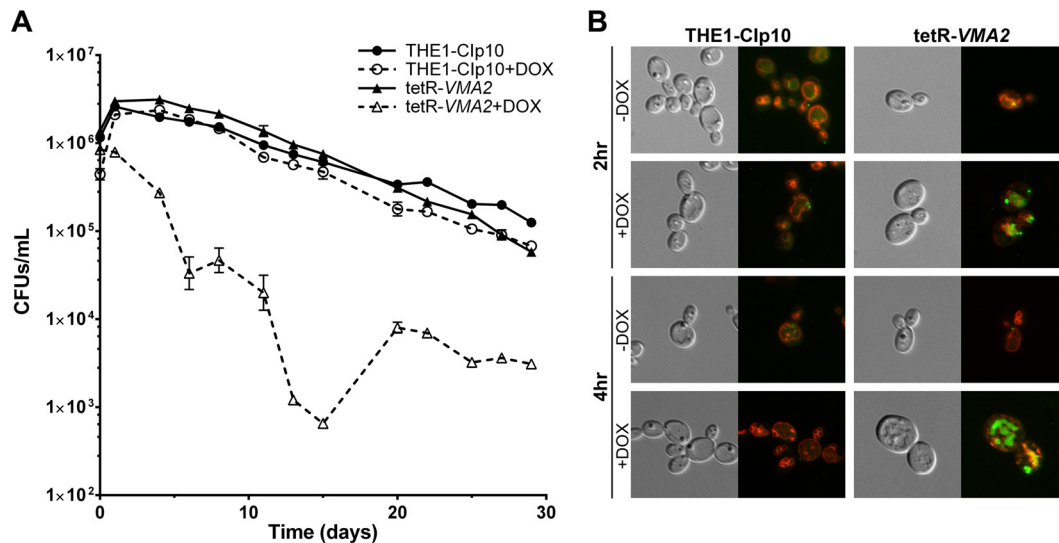 A
1×10⁷
1×10⁶
1×10⁵
1×10⁴
1×10³
1×10²
CFUs/mL
0
10
20
30
Time (days)
THE1-CIp10
THE1-CIp10+DOX
tetR-VMA2
tetR-VMA2+DOX
B
THE1-CIp10
tetR-VMA2
2hr
-DOX
+DOX
4hr
-DOX
+DOX